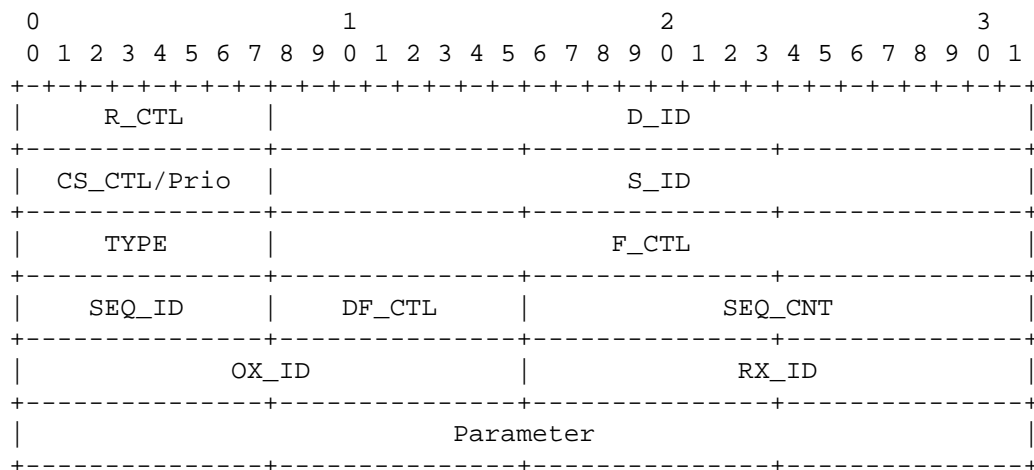 0                   1                   2                   3
0 1 2 3 4 5 6 7 8 9 0 1 2 3 4 5 6 7 8 9 0 1 2 3 4 5 6 7 8 9 0 1
+-+-+-+-+-+-+-+-+-+-+-+-+-+-+-+-+-+-+-+-+-+-+-+-+-+-+-+-+-+-+-+-+
|     R_CTL     |                      D_ID                     |
+---------------+---------------+---------------+---------------+
|  CS_CTL/Prio  |                      S_ID                     |
+---------------+---------------+---------------+---------------+
|     TYPE      |                     F_CTL                     |
+---------------+---------------+---------------+---------------+
|    SEQ_ID     |    DF_CTL     |            SEQ_CNT            |
+---------------+---------------+---------------+---------------+
|             OX_ID             |             RX_ID             |
+---------------+---------------+---------------+---------------+
|                           Parameter                           |
+---------------+---------------+---------------+---------------+